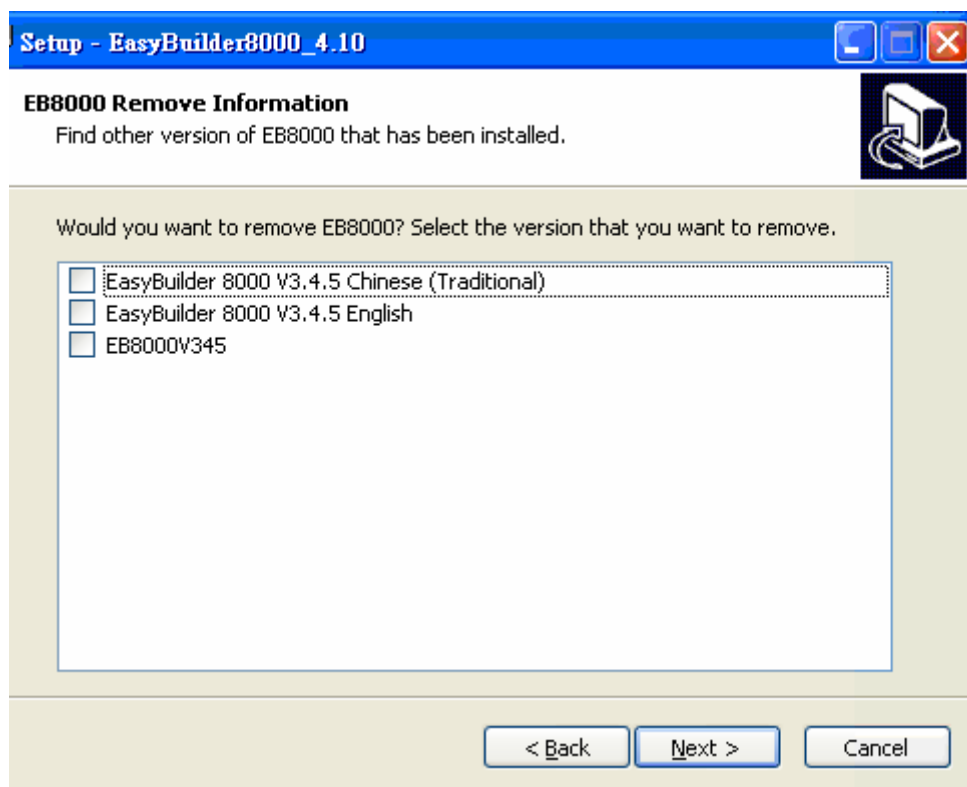 Setup - EasyBuilder8000_4.10
EB8000 Remove Information
Find other version of EB8000 that has been installed.
Would you want to remove EB8000? Select the version that you want to remove.
EasyBuilder 8000 V3.4.5 Chinese (Traditional)
EasyBuilder 8000 V3.4.5 English
EB8000V345
< Back Next > Cancel